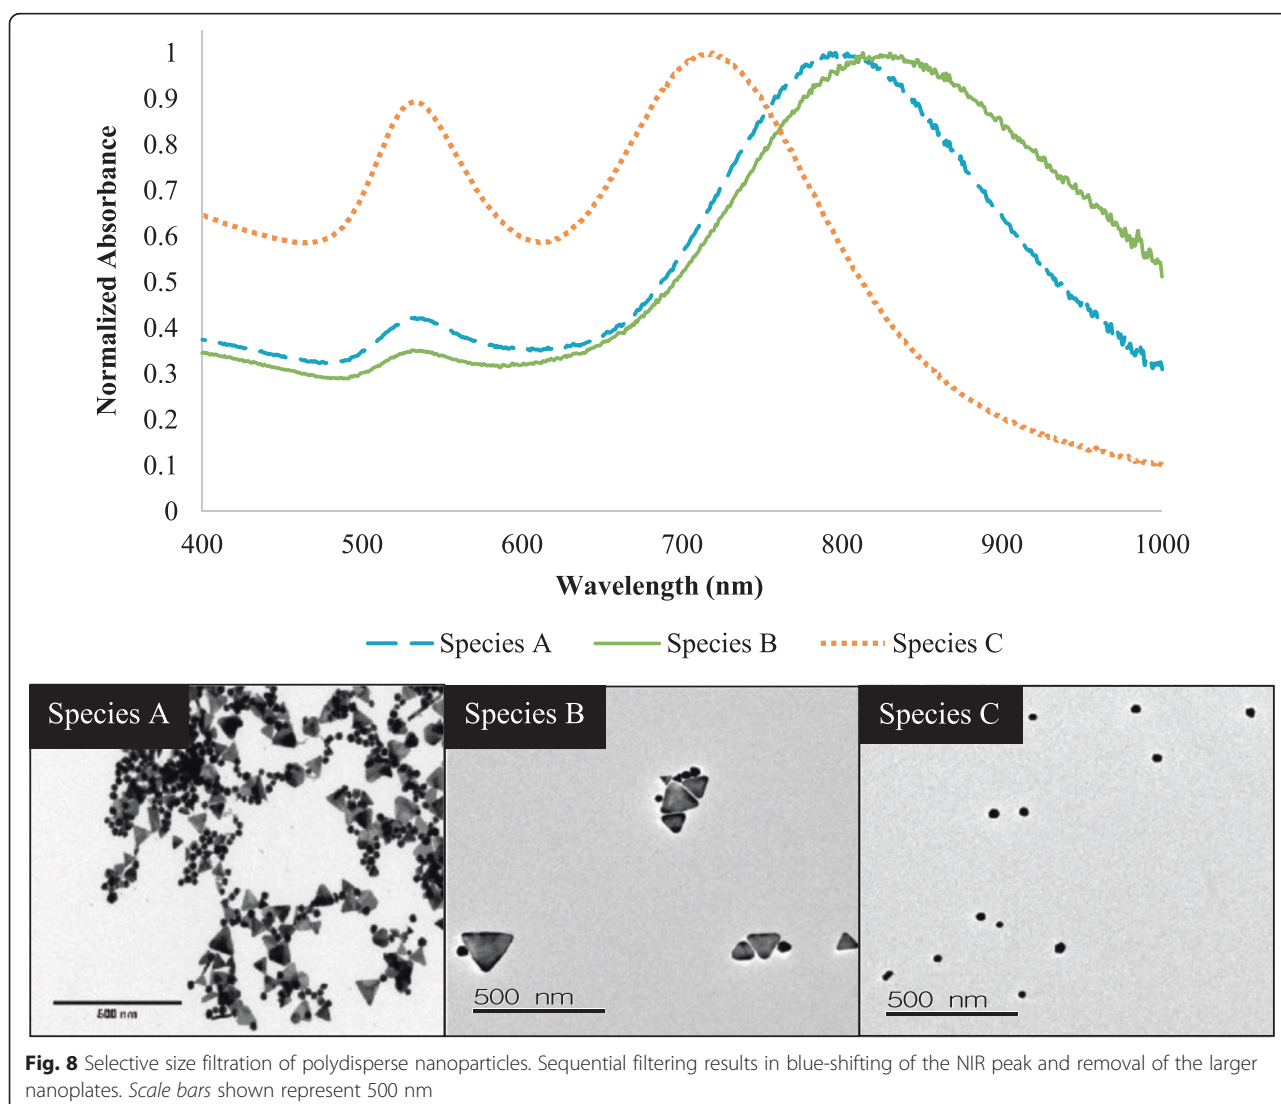 1
0.9
0.8
0.7
0.6
0.5
0.4
0.3
0.2
0.1
0
Normalized Absorbance
400 500 600 700 800 900 1000
Wavelength (nm)
Species A Species B Species C
Species A Species B Species C
500 nm 500 nm 500 nm
Fig. 8 Selective size filtration of polydisperse nanoparticles. Sequential filtering results in blue-shifting of the NIR peak and removal of the larger
nanoplates. Scale bars shown represent 500 nm